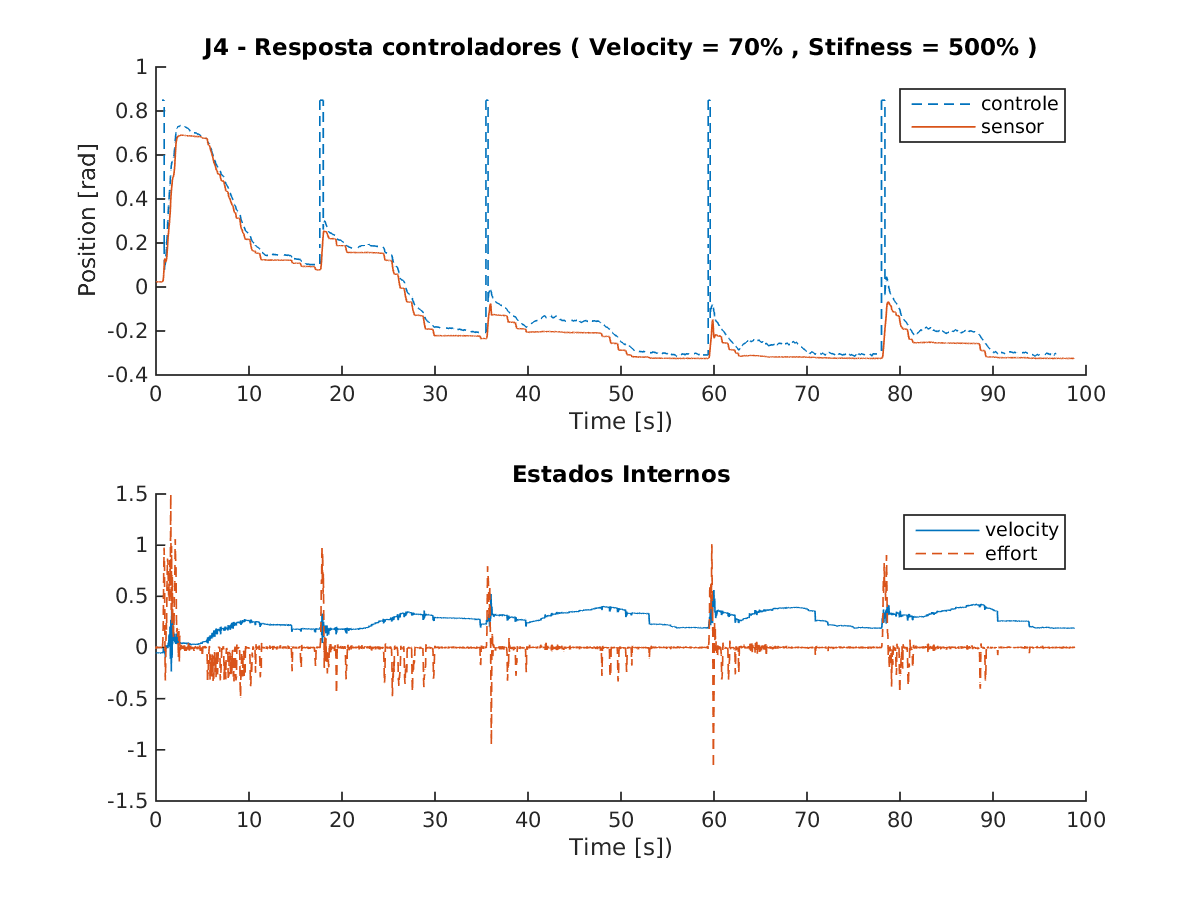 J4 - Resposta controladores ( Velocity = 70% , Stifness = 500% )
1
0.8
0.6
0.4
0.2
0
-0.2
-0.4
Position [rad]
controle
sensor
0 10 20 30 40 50 60 70 80 90 100
Time [s])
Estados Internos
1.5
1
0.5
0
-0.5
-1
-1.5
velocity
effort
0 10 20 30 40 50 60 70 80 90 100
Time [s])